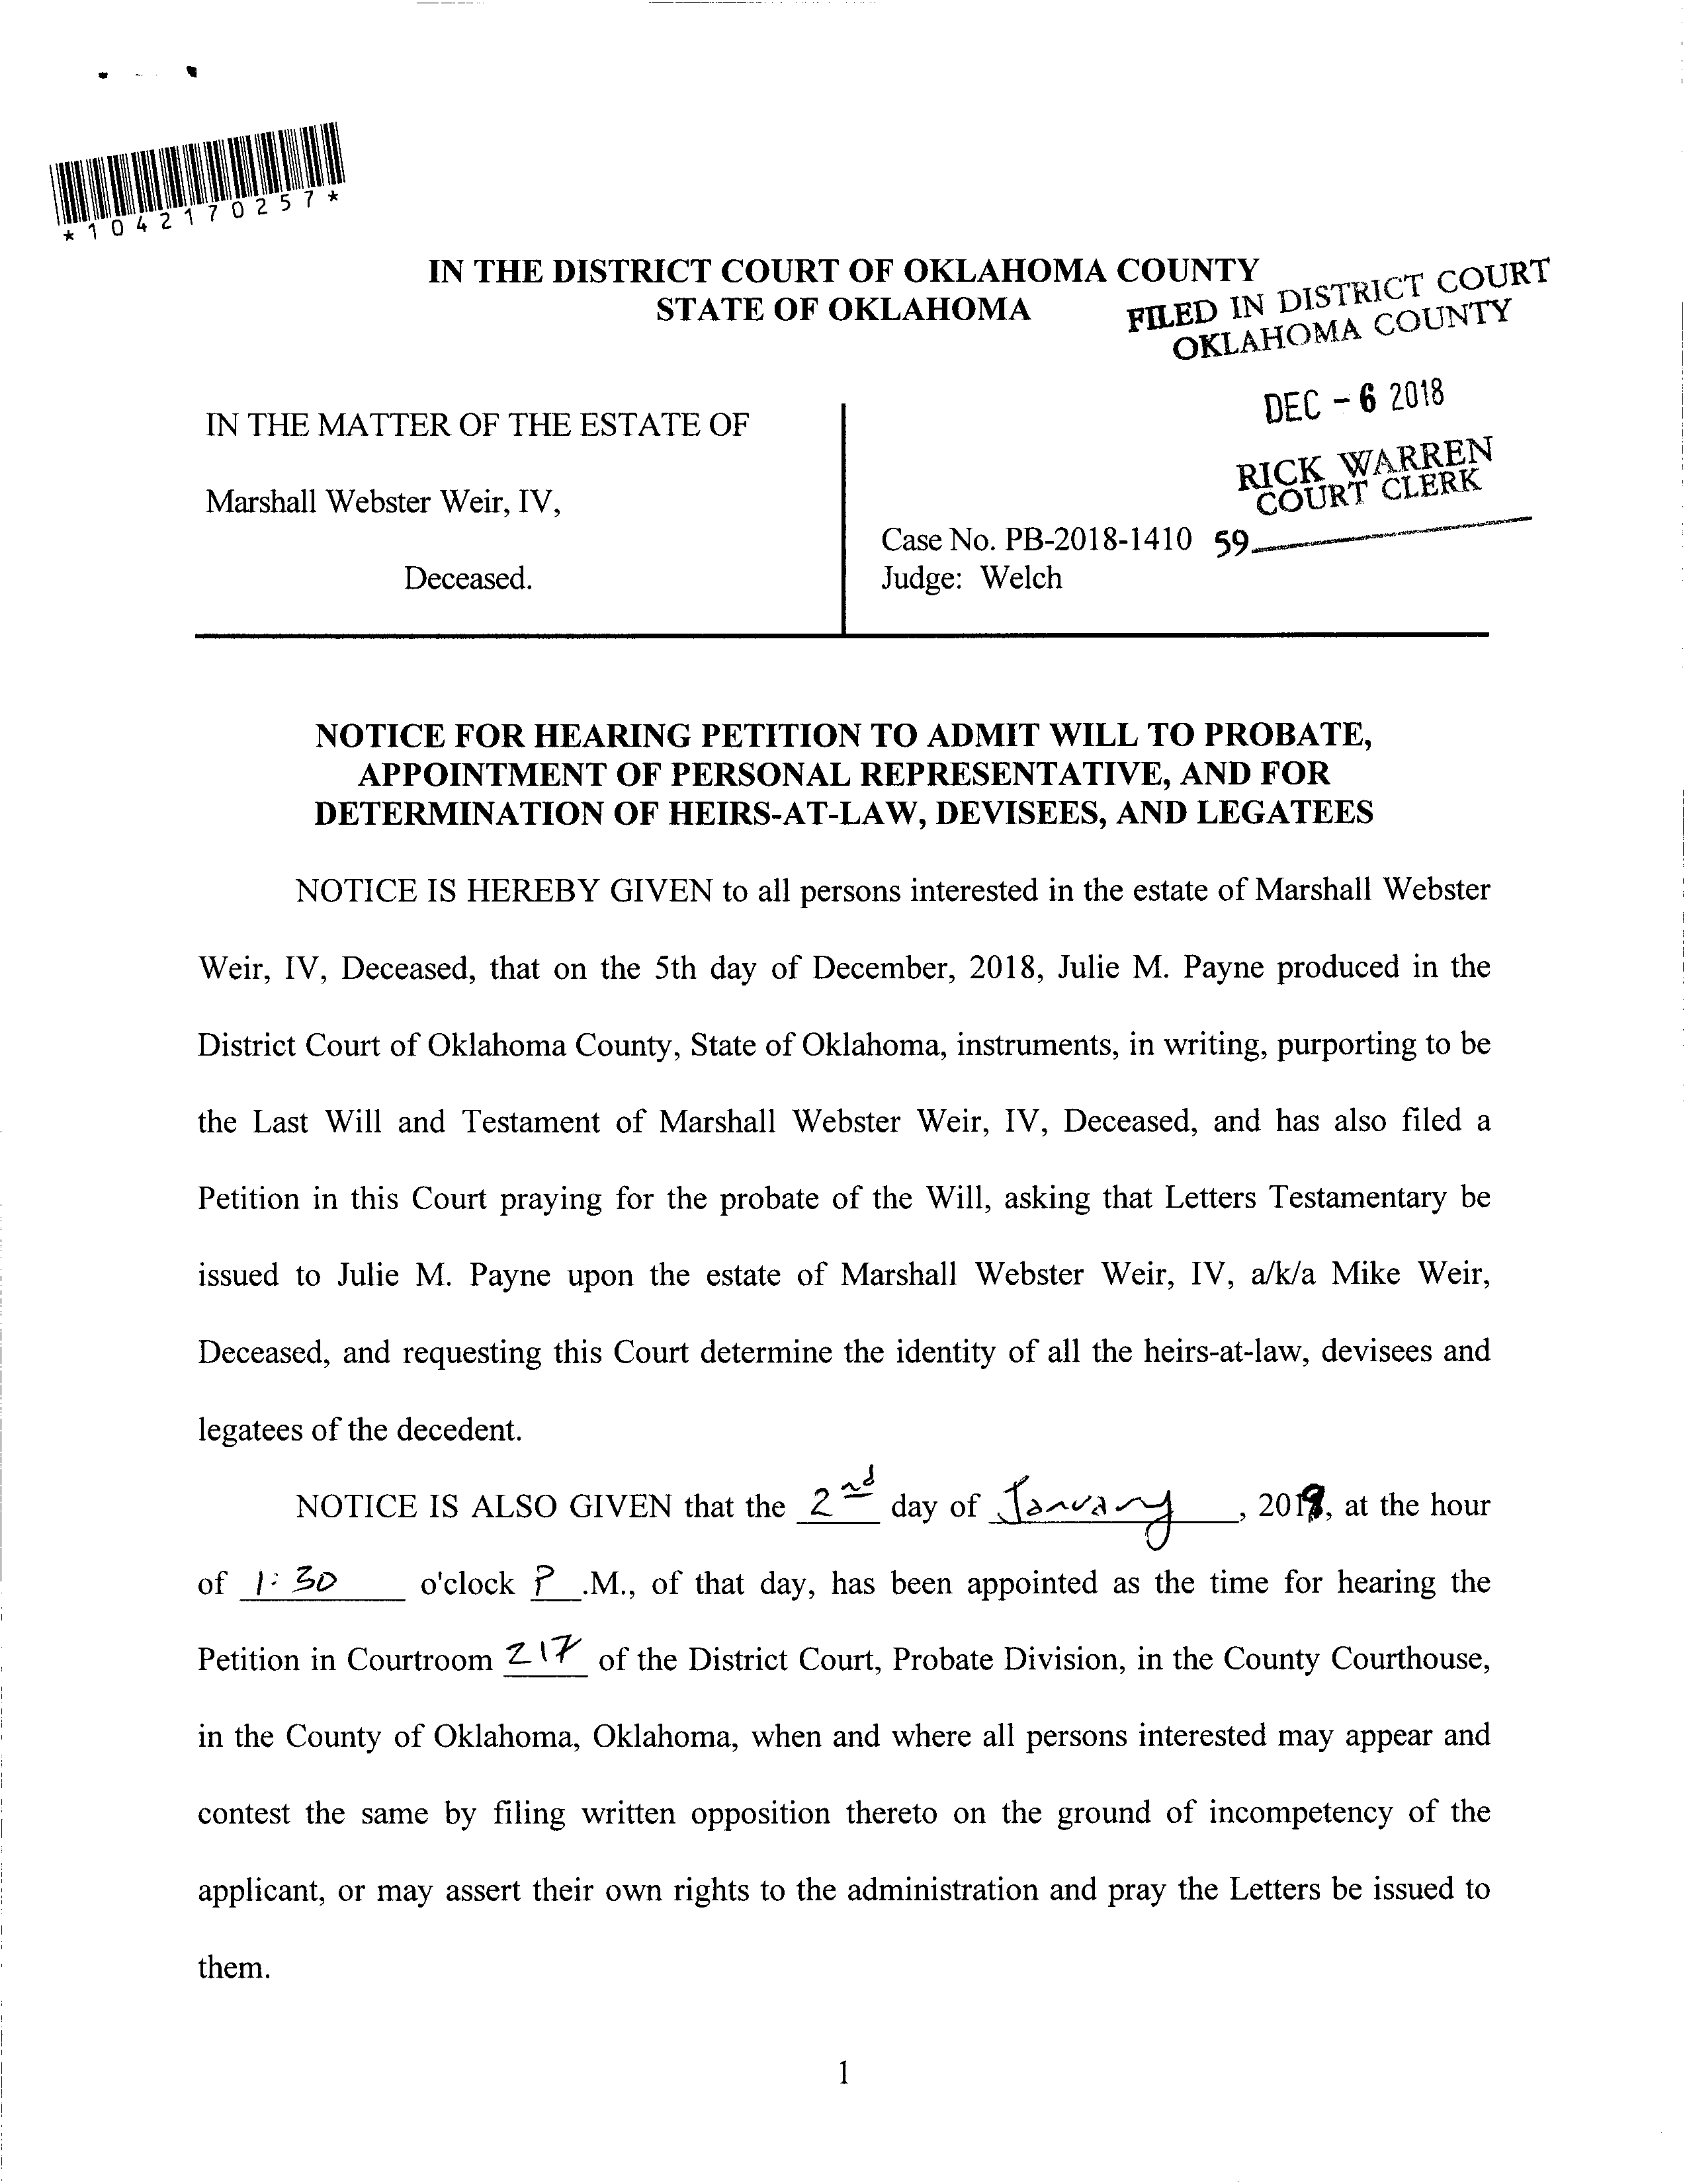 *1042170257*
IN THE DISTRICT COURT OF OKLAHOMA COUNTY
STATE OF OKLAHOMA
FILED IN DISTRICT COURT
OKLAHOMA COUNTY
DEC - 6 2018
RICK WARREN
COURT CLERK
59
IN THE MATTER OF THE ESTATE OF
Marshall Webster Weir, IV,
Deceased.
Case No. PB-2018-1410
Judge: Welch
NOTICE FOR HEARING PETITION TO ADMIT WILL TO PROBATE,
APPOINTMENT OF PERSONAL REPRESENTATIVE, AND FOR
DETERMINATION OF HEIRS-AT-LAW, DEVISEES, AND LEGATEES
NOTICE IS HEREBY GIVEN to all persons interested in the estate of Marshall Webster
Weir, IV, Deceased, that on the 5th day of December, 2018, Julie M. Payne produced in the
District Court of Oklahoma County, State of Oklahoma, instruments, in writing, purporting to be
the Last Will and Testament of Marshall Webster Weir, IV, Deceased, and has also filed a
Petition in this Court praying for the probate of the Will, asking that Letters Testamentary be
issued to Julie M. Payne upon the estate of Marshall Webster Weir, IV, a/k/a Mike Weir,
Deceased, and requesting this Court determine the identity of all the heirs-at-law, devisees and
legatees of the decedent.
NOTICE IS ALSO GIVEN that the 2nd day of January, 2019, at the hour
of 1:30 o'clock P.M., of that day, has been appointed as the time for hearing the
Petition in Courtroom 217 of the District Court, Probate Division, in the County Courthouse,
in the County of Oklahoma, Oklahoma, when and where all persons interested may appear and
contest the same by filing written opposition thereto on the ground of incompetency of the
applicant, or may assert their own rights to the administration and pray the Letters be issued to
them.
1